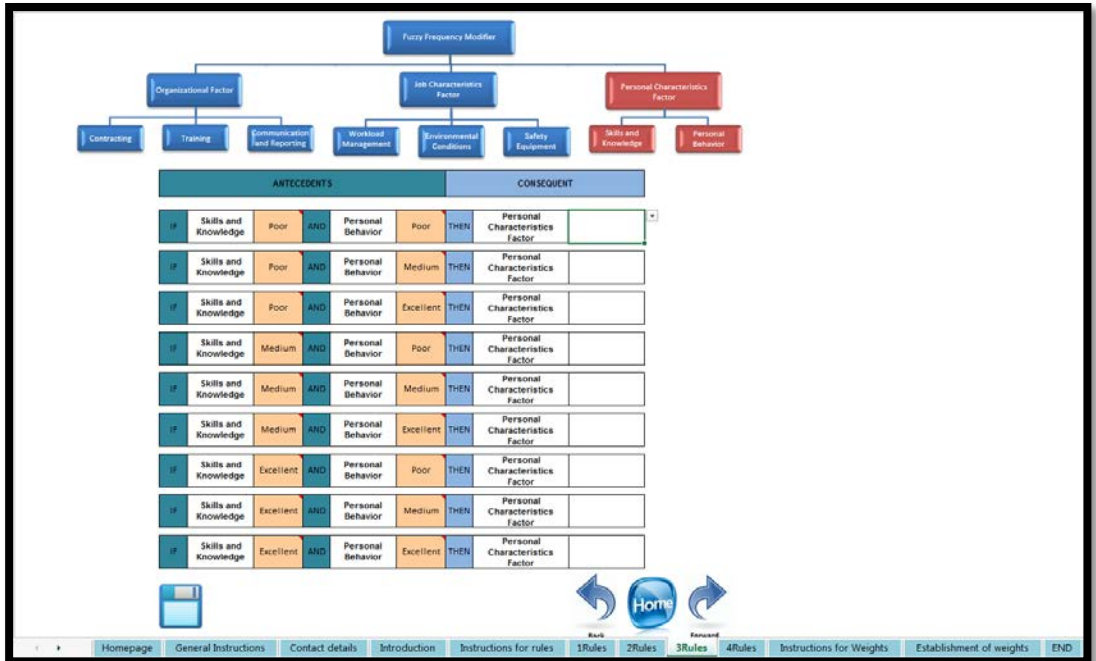 Fuzzy Frequency Modifier
Organizational Factor
Job Characteristics
Factor
Personal Characteristics
Factor
Contracting
Training
Communication
and Reporting
Workload
Management
Environmental
Conditions
Safety
Equipment
Skills and
Knowledge
Personal
Behavior
ANTECEDENTS CONSEQUENT
IF Skills and Knowledge Poor AND Personal Behavior Poor THEN Personal Characteristics Factor
IF Skills and Knowledge Poor AND Personal Behavior Medium THEN Personal Characteristics Factor
IF Skills and Knowledge Poor AND Personal Behavior Excellent THEN Personal Characteristics Factor
IF Skills and Knowledge Medium AND Personal Behavior Poor THEN Personal Characteristics Factor
IF Skills and Knowledge Medium AND Personal Behavior Medium THEN Personal Characteristics Factor
IF Skills and Knowledge Medium AND Personal Behavior Excellent THEN Personal Characteristics Factor
IF Skills and Knowledge Excellent AND Personal Behavior Poor THEN Personal Characteristics Factor
IF Skills and Knowledge Excellent AND Personal Behavior Medium THEN Personal Characteristics Factor
IF Skills and Knowledge Excellent AND Personal Behavior Excellent THEN Personal Characteristics Factor
Home
Back Forward
Homepage General Instructions Contact details Introduction Instructions for rules 1Rules 2Rules 3Rules 4Rules Instructions for Weights Establishment of weights END